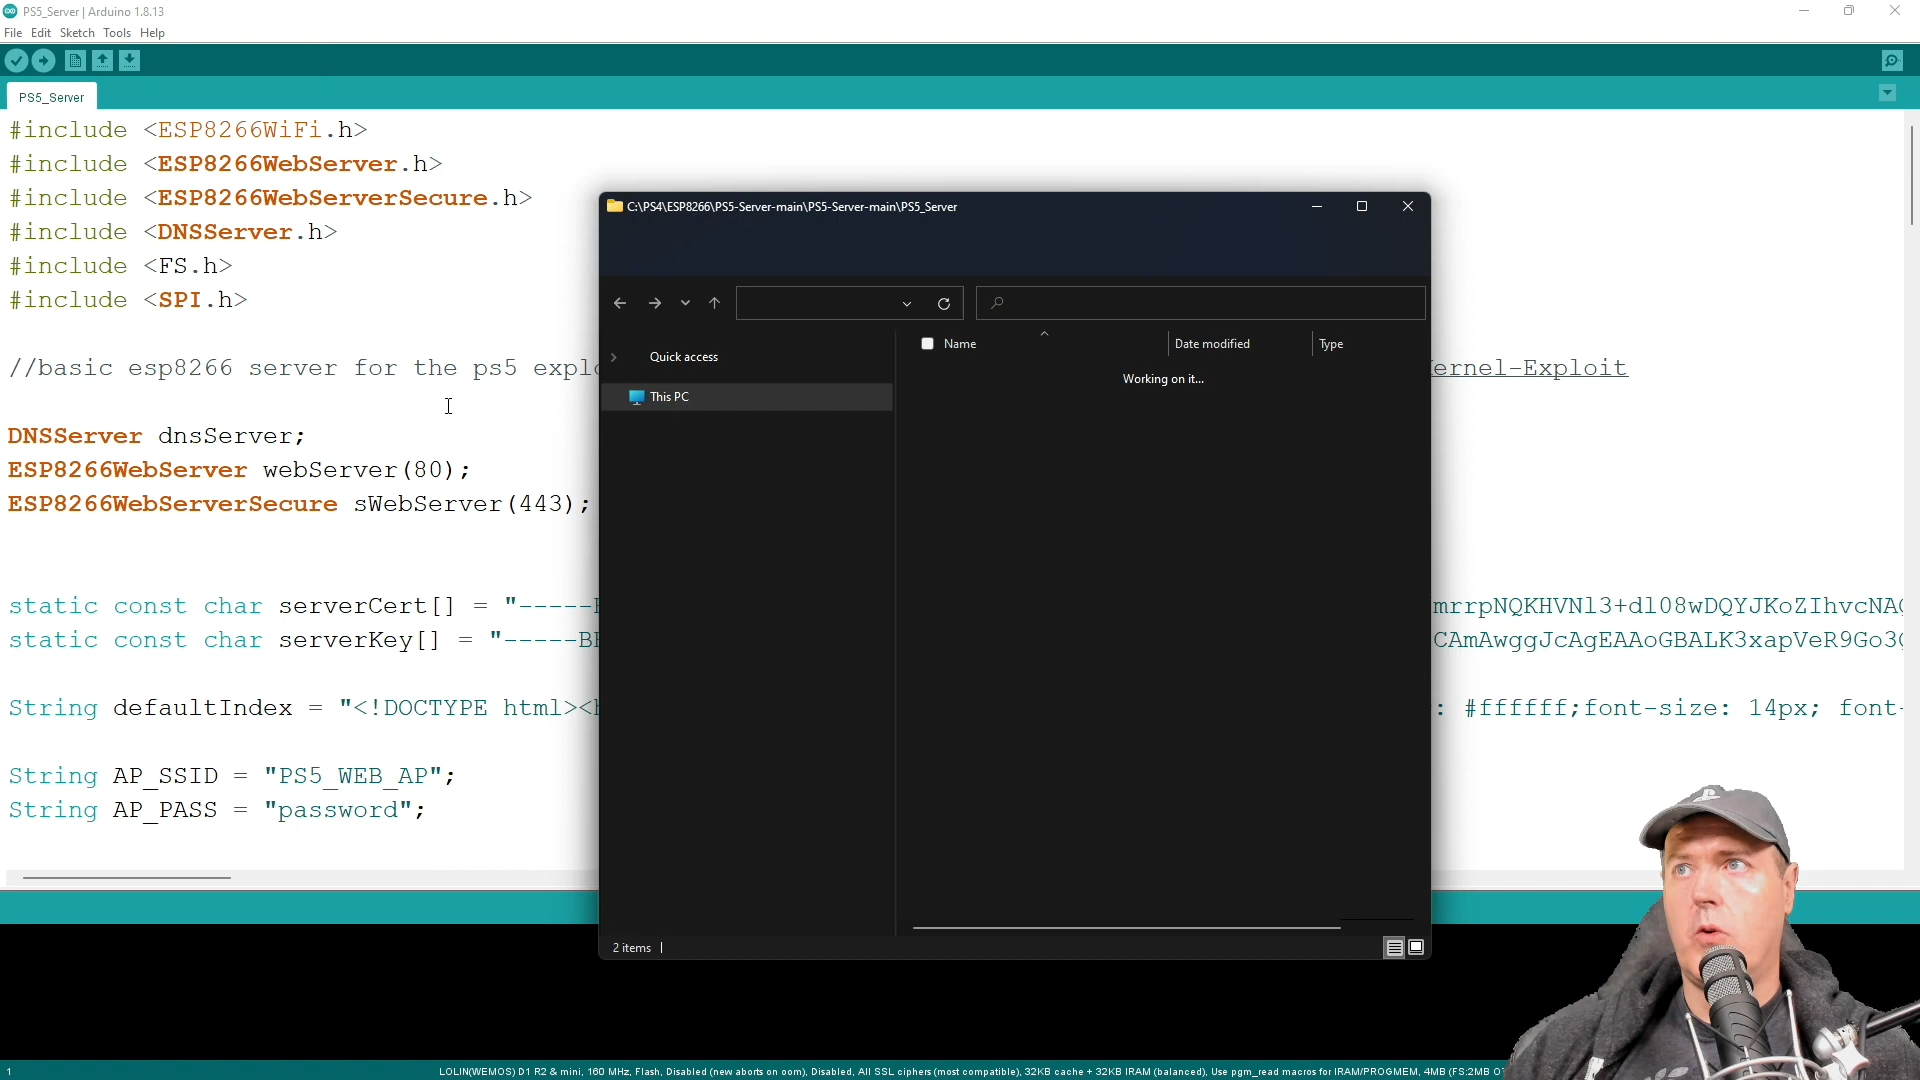 PS5_Server | Arduino 1.8.13
File Edit Sketch Tools Help
PS5_Server
#include <ESP8266WiFi.h>
#include <ESP8266WebServer.h>
#include <ESP8266WebServerSecure.h>
#include <DNSServer.h>
#include <FS.h>
#include <SPI.h>
//basic esp8266 server for the ps5 explo
ernel-Exploit
DNSServer dnsServer;
ESP8266WebServer webServer(80);
ESP8266WebServerSecure sWebServer(443);
static const char serverCert[] = "-----
mrrpNQKHVNl3+dl08wDQYJKoZIhvcNA
static const char serverKey[] = "-----B
CAmAwggJcAgEAAoGBALK3xapVeR9Go3
String defaultIndex = "<!DOCTYPE html><
: #ffffff;font-size: 14px; font-
String AP_SSID = "PS5_WEB_AP";
String AP_PASS = "password";
C:\PS4\ESP8266\PS5-Server-main\PS5-Server-main\PS5_Server
Name Date modified Type
Quick access
Working on it...
This PC
2 items
1
LOLIN(WEMOS) D1 R2 & mini, 160 MHz, Flash, Disabled (new aborts on oom), Disabled, All SSL ciphers (most compatible), 32KB cache + 32KB IRAM (balanced), Use pgm_read macros for IRAM/PROGMEM, 4MB (FS:2MB